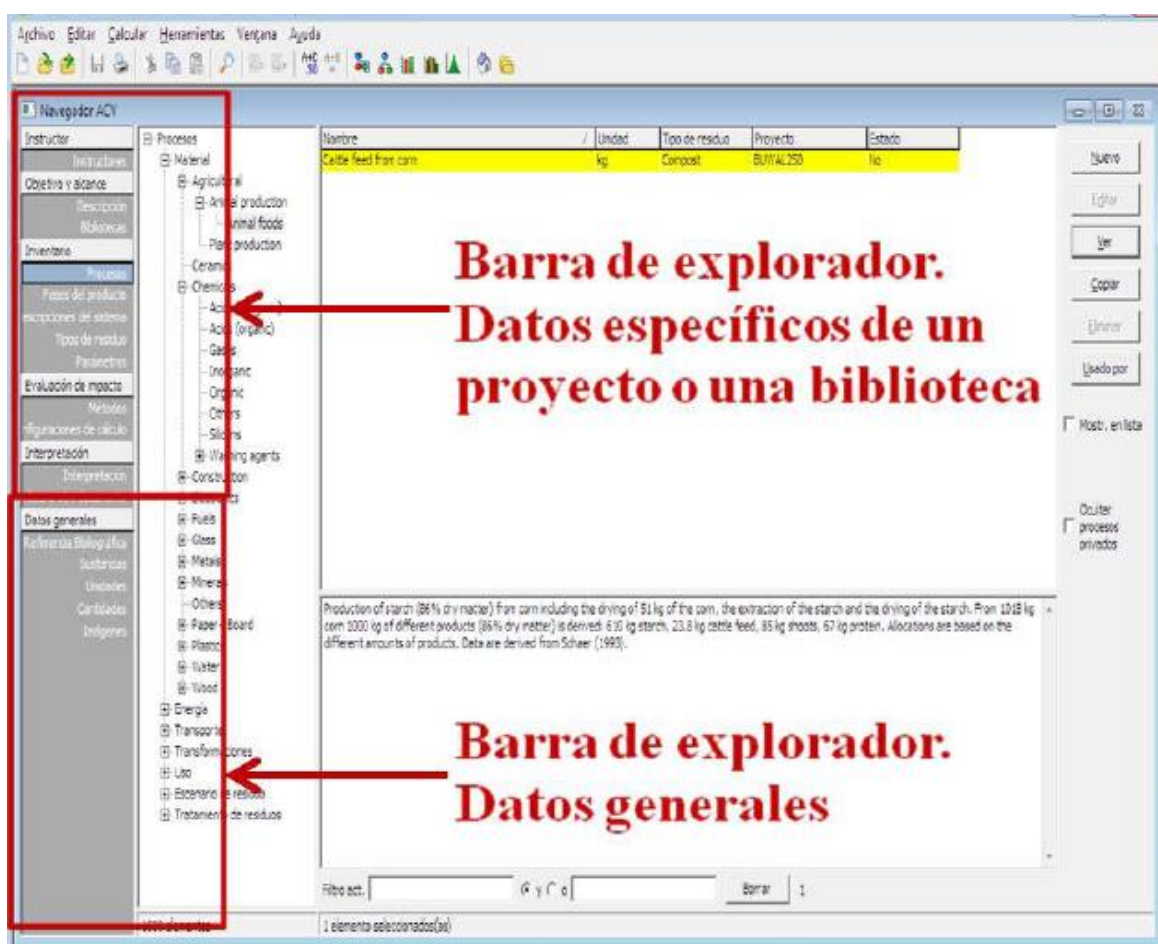 Archivo Editar Calcular Herramientas Ventana Ayuda
Navegador ACV
Instructor
Instructores
Objetivo y alcance
Descripción
Bibliotecas
Inventario
Procesos
Fases del producto
escripciones del sistema
Tipos de residuo
Parámetros
Evaluación de impacto
Métodos
nfiguraciones de cálculo
Interpretación
Interpretación
Datos generales
Referencia Bibliográfica
Sustancias
Unidades
Cantidades
Imágenes
Procesos
Material
Agricultural
Animal production
Animal foods
Plant production
Ceramic
Chemicals
(organic)
Gases
Inorganic
Organic
Others
Silicons
Washing agents
Construction
Fuels
Glass
Metals
Minerals
Others
Paper+ Board
Plastics
Water
Wood
Energía
Transporte
Transformaciones
Uso
Escenario de residuo
Tratamiento de residuos
Nombre / Unidad Tipo de residuo Proyecto Estado
Cattle feed from corn kg Compost BUWAL250 No
Barra de explorador.
Datos específicos de un
proyecto o una biblioteca
Production of starch (86% dry matter) from corn including the drying of 51 kg of the corn, the extraction of the starch and the drying of the starch. From 1018 kg
corn 1000 kg of different products (86% dry matter) is derived: 610 kg starch, 23.8 kg cattle feed, 85 kg shoots, 67 kg protein. Allocations are based on the
different amounts of products. Data are derived from Schaer (1993).
Barra de explorador.
Datos generales
Nuevo
Editar
Ver
Copiar
Eliminar
Usado por
Mostr. en lista
Ocultar
procesos
privados
Filtro act. y o Borrar 1
elementos 1 elemento seleccionados(as)